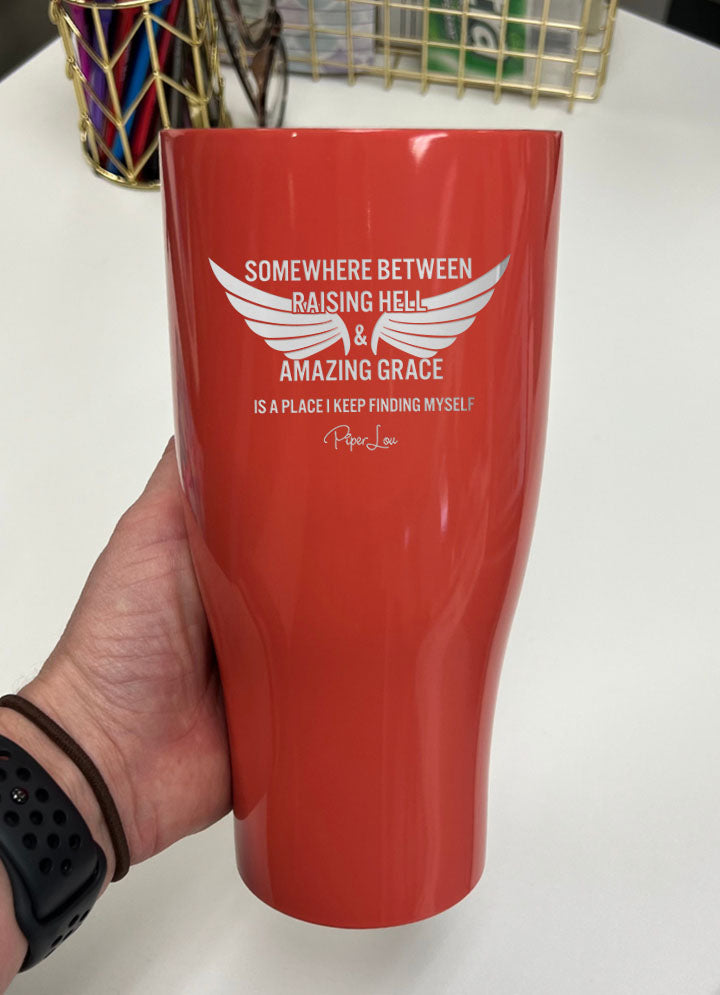 SOMEWHERE BETWEEN
RAISING HELL
&
AMAZING GRACE
IS A PLACE I KEEP FINDING MYSELF
Piper Lou